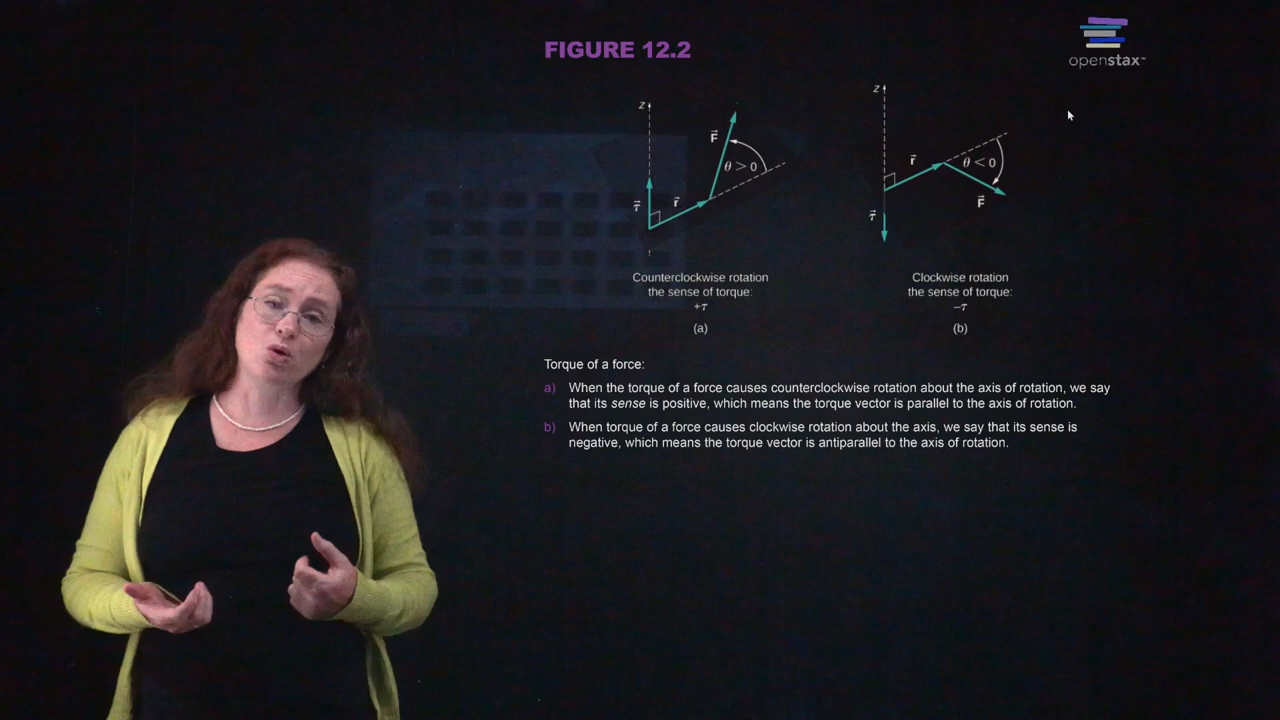 FIGURE 12.2
openstax™
z
F⃗
θ > 0
r⃗
τ⃗
Counterclockwise rotation
the sense of torque:
+τ
(a)
z
r⃗
θ < 0
F⃗
τ⃗
Clockwise rotation
the sense of torque:
−τ
(b)
Torque of a force:
a) When the torque of a force causes counterclockwise rotation about the axis of rotation, we say
that its sense is positive, which means the torque vector is parallel to the axis of rotation.
b) When torque of a force causes clockwise rotation about the axis, we say that its sense is
negative, which means the torque vector is antiparallel to the axis of rotation.